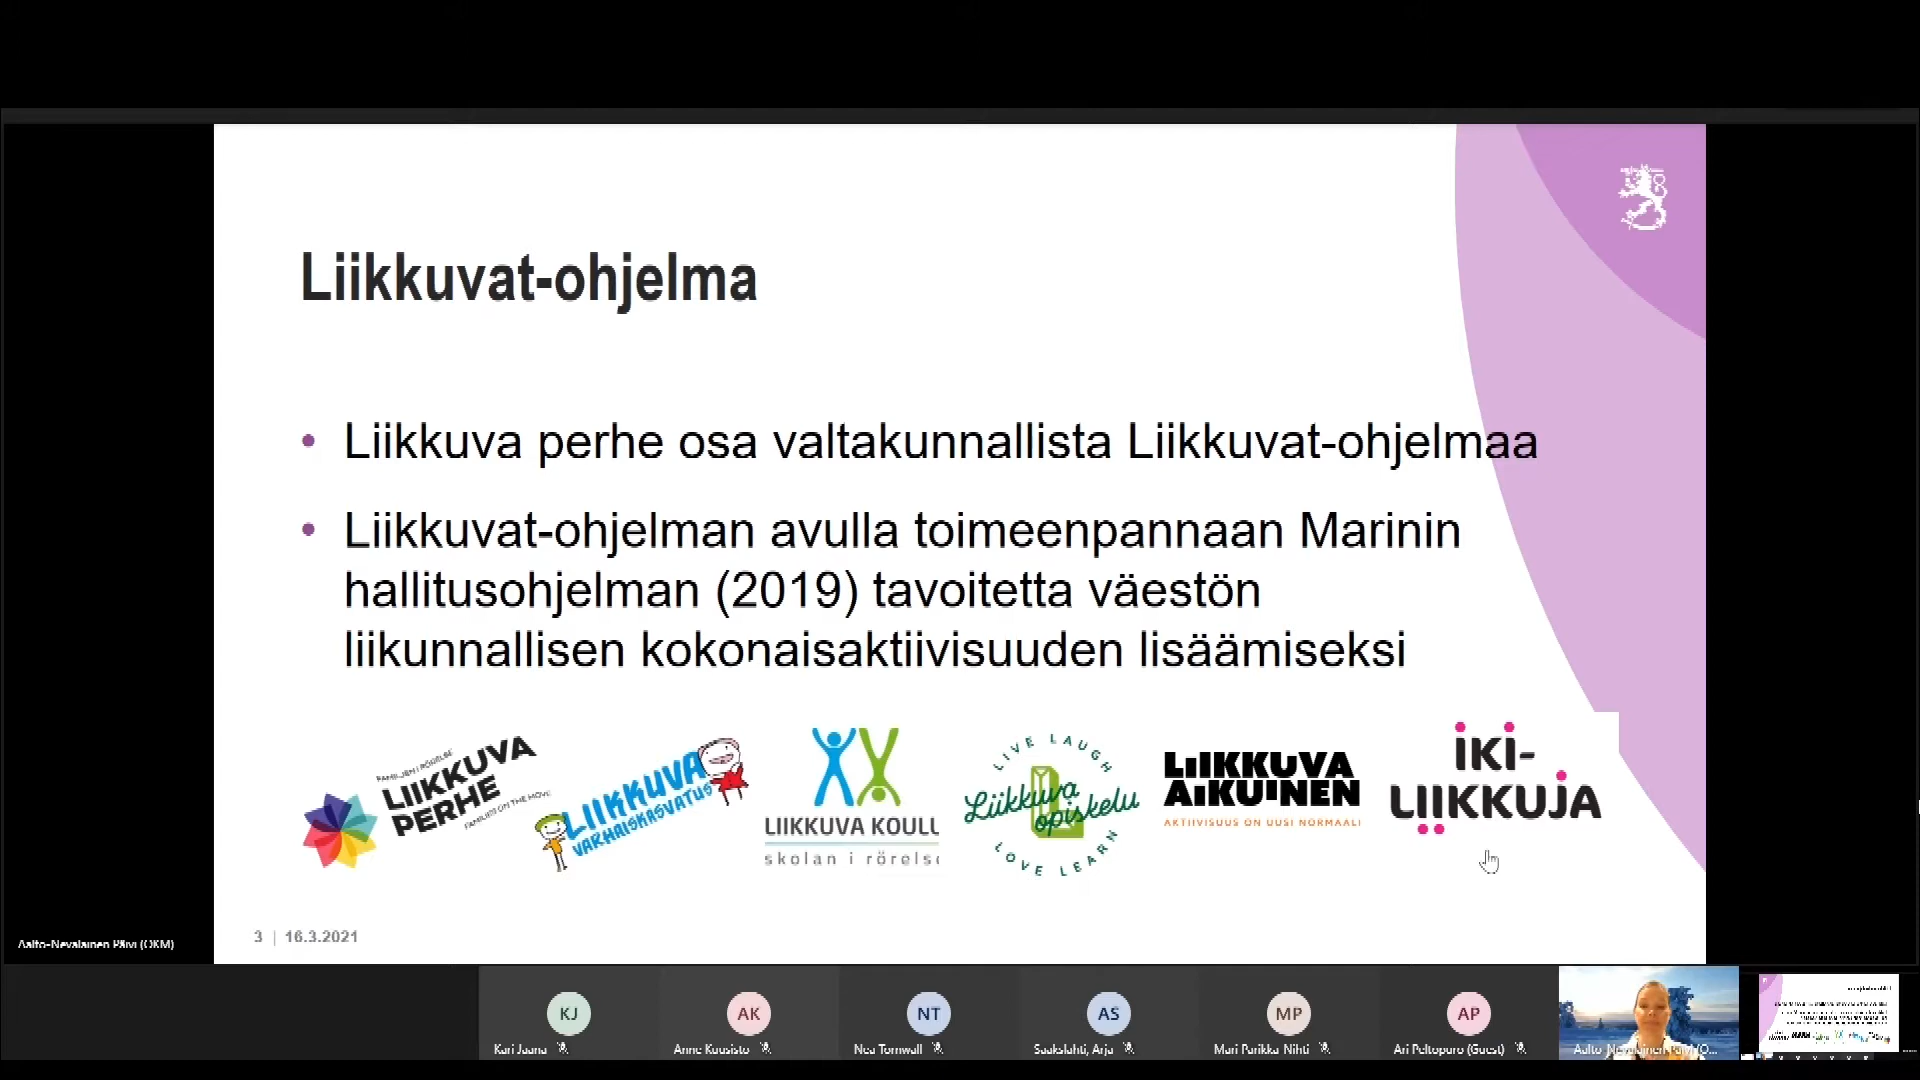 Liikkuvat-ohjelma
• Liikkuva perhe osa valtakunnallista Liikkuvat-ohjelmaa
• Liikkuvat-ohjelman avulla toimeenpannaan Marinin
hallitusohjelman (2019) tavoitetta väestön
liikunnallisen kokonaisaktiivisuuden lisäämiseksi
FAMILJEN I RÖRELSE
LIIKKUVA
PERHE
FAMILIES ON THE MOVE
LIIKKUVA
VARHAISKASVATUS
LIIKKUVA KOULU
skolan i rörelse
LIVE LAUGH
Liikkuva
opiskelu
LOVE LEARN
LIIKKUVA
AIKUINEN
AKTIIVISUUS ON UUSI NORMAALI
IKI-
LIIKKUJA
3 | 16.3.2021
Aalto-Nevalainen Päivi (OKM)
KJ
AK
NT
AS
MP
AP
Kari Jaana
Anne Kuusisto
Nea Törnwall
Sääkslahti, Arja
Mari Parikka-Nihti
Ari Peltopuro (Guest)
Aalto-Nevalainen Päivi (O...